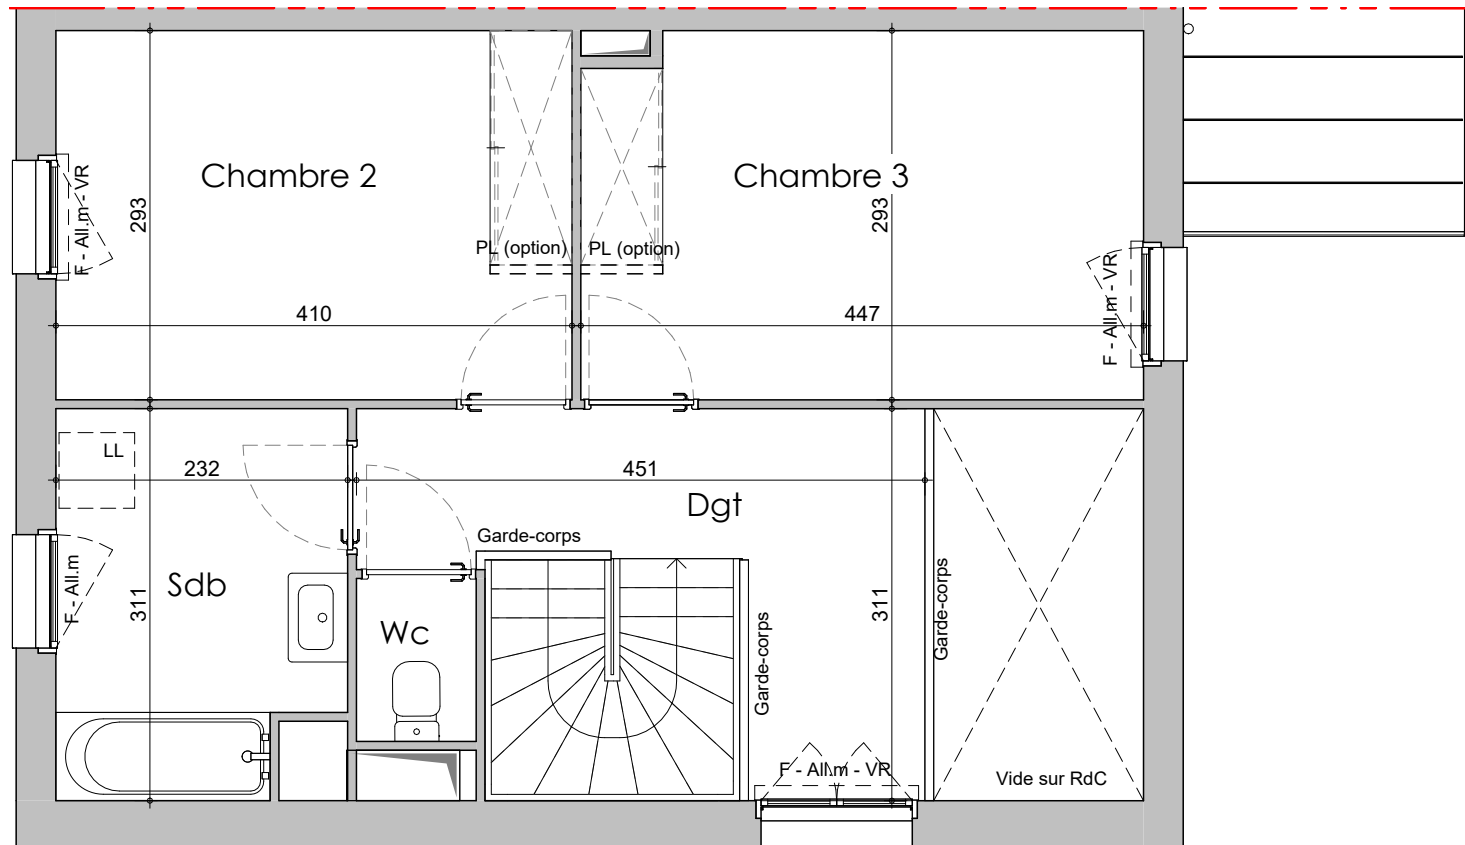 Chambre 2
Chambre 3
F - All.m - VR
293
293
PL (option)
PL (option)
F - All.m - VR
410
447
LL
232
451
Dgt
Garde-corps
F - All.m
Sdb
311
Wc
311
Garde-corps
Garde-corps
F - All.m - VR
Vide sur RdC